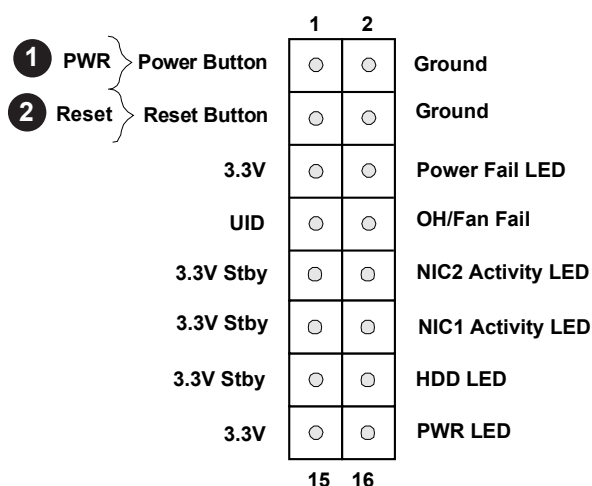 1 2
1 PWR Power Button Ground
2 Reset Reset Button Ground
3.3V Power Fail LED
UID OH/Fan Fail
3.3V Stby NIC2 Activity LED
3.3V Stby NIC1 Activity LED
3.3V Stby HDD LED
3.3V PWR LED
15 16